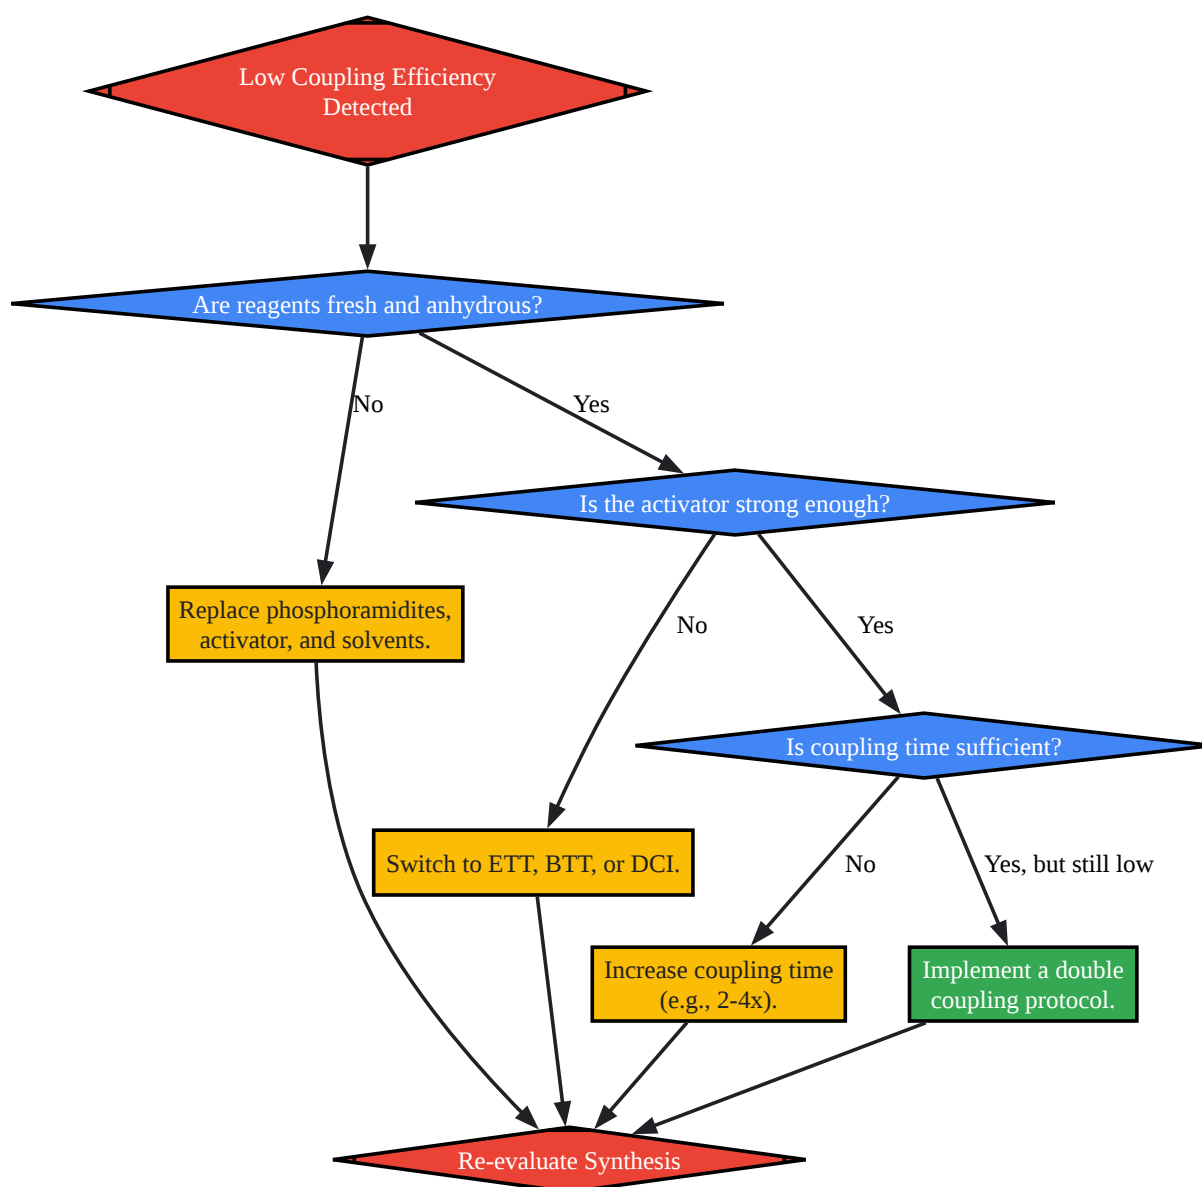 Low Coupling Efficiency
Detected
Are reagents fresh and anhydrous?
No
Yes
Is the activator strong enough?
Replace phosphoramidites,
activator, and solvents.
No
Yes
Is coupling time sufficient?
Switch to ETT, BTT, or DCI.
No
Yes, but still low
Increase coupling time
(e.g., 2-4x).
Implement a double
coupling protocol.
Re-evaluate Synthesis